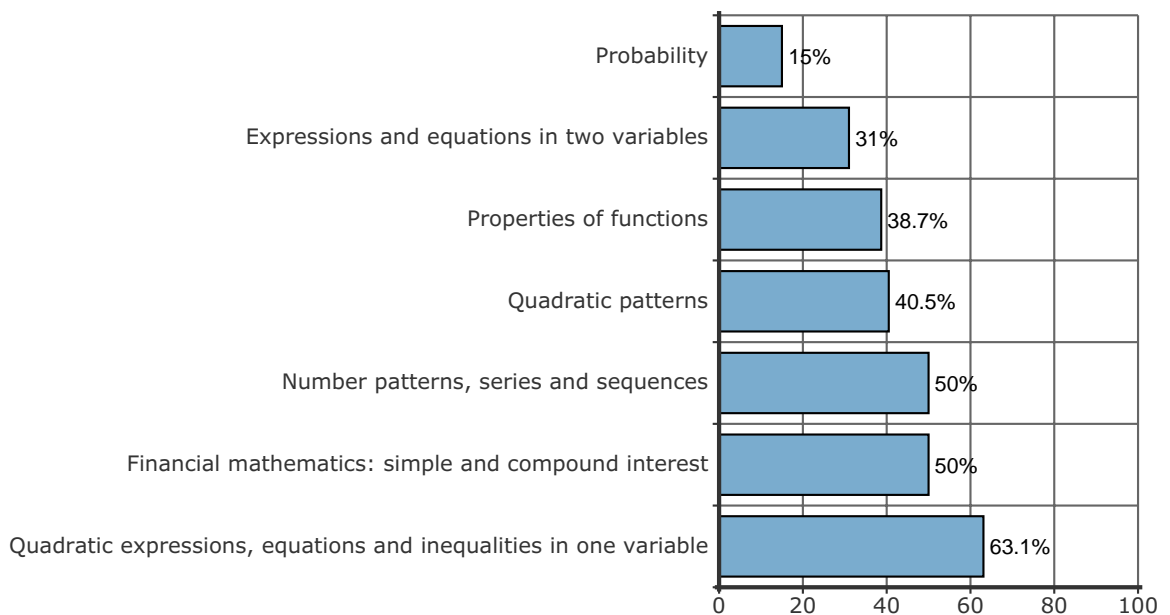 Probability
15%
Expressions and equations in two variables
31%
Properties of functions
38.7%
Quadratic patterns
40.5%
Number patterns, series and sequences
50%
Financial mathematics: simple and compound interest
50%
Quadratic expressions, equations and inequalities in one variable
63.1%
0 20 40 60 80 100